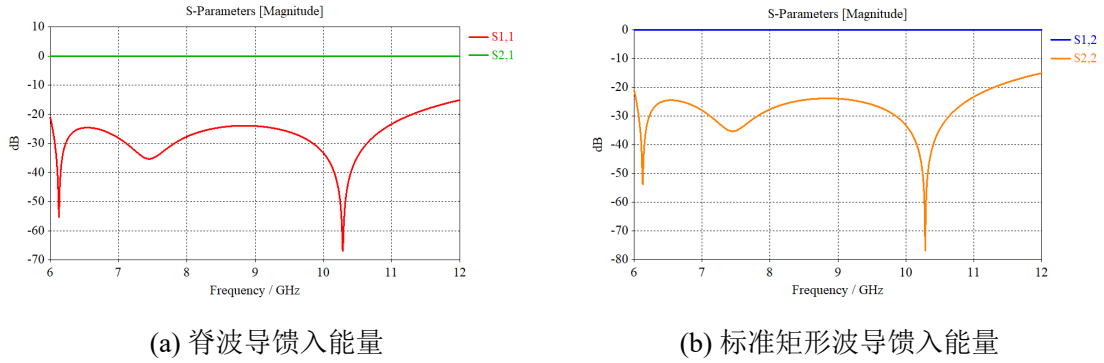 S-Parameters [Magnitude]
10
0
-10
-20
-30
-40
-50
-60
-70
dB
6
7
8
9
10
11
12
Frequency / GHz
S1,1
S2,1
(a) 脊波导馈入能量
S-Parameters [Magnitude]
0
-10
-20
-30
-40
-50
-60
-70
-80
dB
6
7
8
9
10
11
12
Frequency / GHz
S1,2
S2,2
(b) 标准矩形波导馈入能量